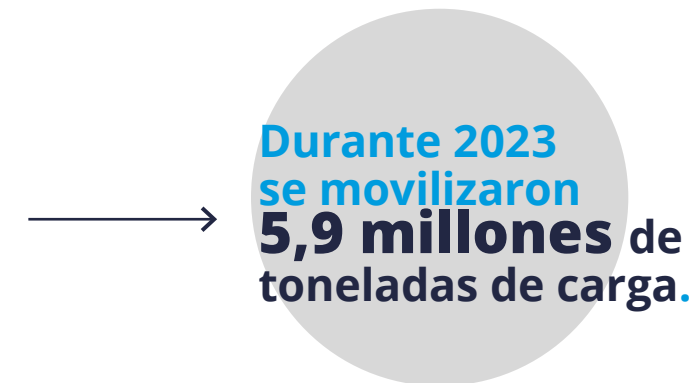 Durante 2023
se movilizaron
5,9 millones de
toneladas de carga.